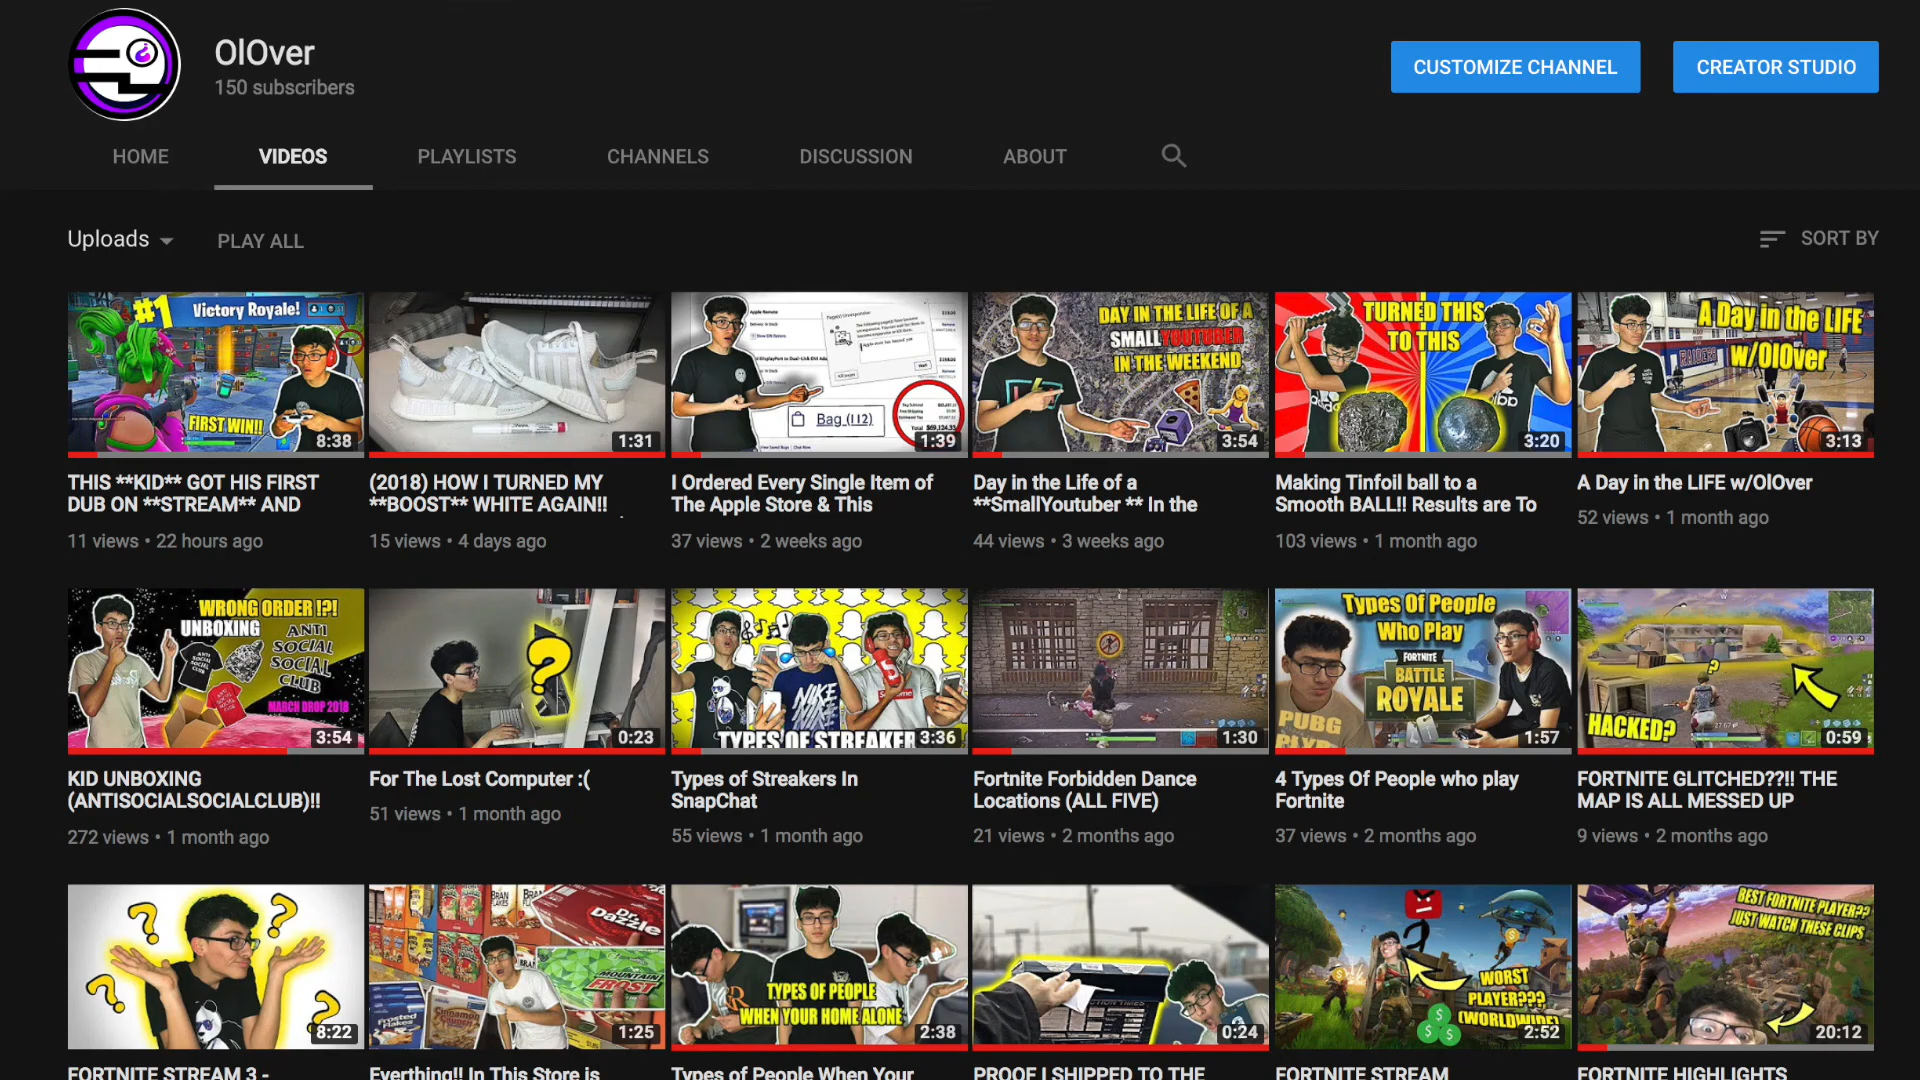 OlOver
150 subscribers
CUSTOMIZE CHANNEL
CREATOR STUDIO
HOME
VIDEOS
PLAYLISTS
CHANNELS
DISCUSSION
ABOUT
Uploads
PLAY ALL
SORT BY
#1 Victory Royale!
FIRST WIN!!
8:38
1:31
Bag (112)
Total $69,124.33
1:39
DAY IN THE LIFE OF A
SMALL YOUTUBER
IN THE WEEKEND
3:54
TURNED THIS
TO THIS
3:20
A Day in the LIFE
w/OlOver
RAIDERS
3:13
THIS **KID** GOT HIS FIRST
DUB ON **STREAM** AND
11 views • 22 hours ago
(2018) HOW I TURNED MY
**BOOST** WHITE AGAIN!!
15 views • 4 days ago
I Ordered Every Single Item of
The Apple Store & This
37 views • 2 weeks ago
Day in the Life of a
**SmallYoutuber ** In the
44 views • 3 weeks ago
Making Tinfoil ball to a
Smooth BALL!! Results are To
103 views • 1 month ago
A Day in the LIFE w/OlOver
52 views • 1 month ago
WRONG ORDER !?!
UNBOXING
ANTI
SOCIAL
SOCIAL
CLUB
MARCH DROP 2018
3:54
?
0:23
NIKE
TYPES OF STREAKER
3:36
1:30
Types Of People
Who Play
FORTNITE
BATTLE
ROYALE
PUBG
1:57
?
HACKED?
0:59
KID UNBOXING
(ANTISOCIALSOCIALCLUB)!!
272 views • 1 month ago
For The Lost Computer :(
51 views • 1 month ago
Types of Streakers In
SnapChat
55 views • 1 month ago
Fortnite Forbidden Dance
Locations (ALL FIVE)
21 views • 2 months ago
4 Types Of People who play
Fortnite
37 views • 2 months ago
FORTNITE GLITCHED??!! THE
MAP IS ALL MESSED UP
9 views • 2 months ago
? ? ? ?
8:22
BRAN
FLAKES
Dr.
Dazzle
MOUNTAIN
FROST
Frosted
Flakes
1:25
TYPES OF PEOPLE
WHEN YOUR HOME ALONE
2:38
0:24
WORST
PLAYER???
(WORLDWIDE)
2:52
BEST FORTNITE PLAYER??
JUST WATCH THESE CLIPS
20:12
FORTNITE STREAM 3 -
Everthing!! In This Store is
Types of People When Your
PROOF I SHIPPED TO THE
FORTNITE STREAM
FORTNITE HIGHLIGHTS